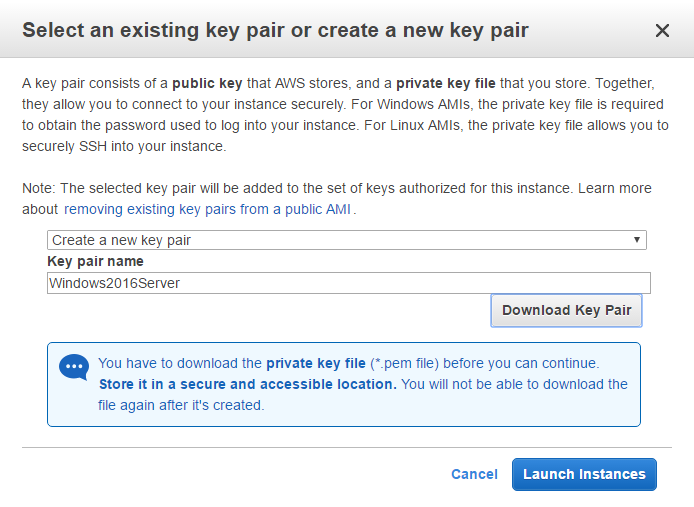 Select an existing key pair or create a new key pair
A key pair consists of a public key that AWS stores, and a private key file that you store. Together,
they allow you to connect to your instance securely. For Windows AMIs, the private key file is required
to obtain the password used to log into your instance. For Linux AMIs, the private key file allows you to
securely SSH into your instance.
Note: The selected key pair will be added to the set of keys authorized for this instance. Learn more
about removing existing key pairs from a public AMI.
Create a new key pair
Key pair name
Windows2016Server
Download Key Pair
You have to download the private key file (*.pem file) before you can continue.
Store it in a secure and accessible location. You will not be able to download the
file again after it's created.
Cancel
Launch Instances